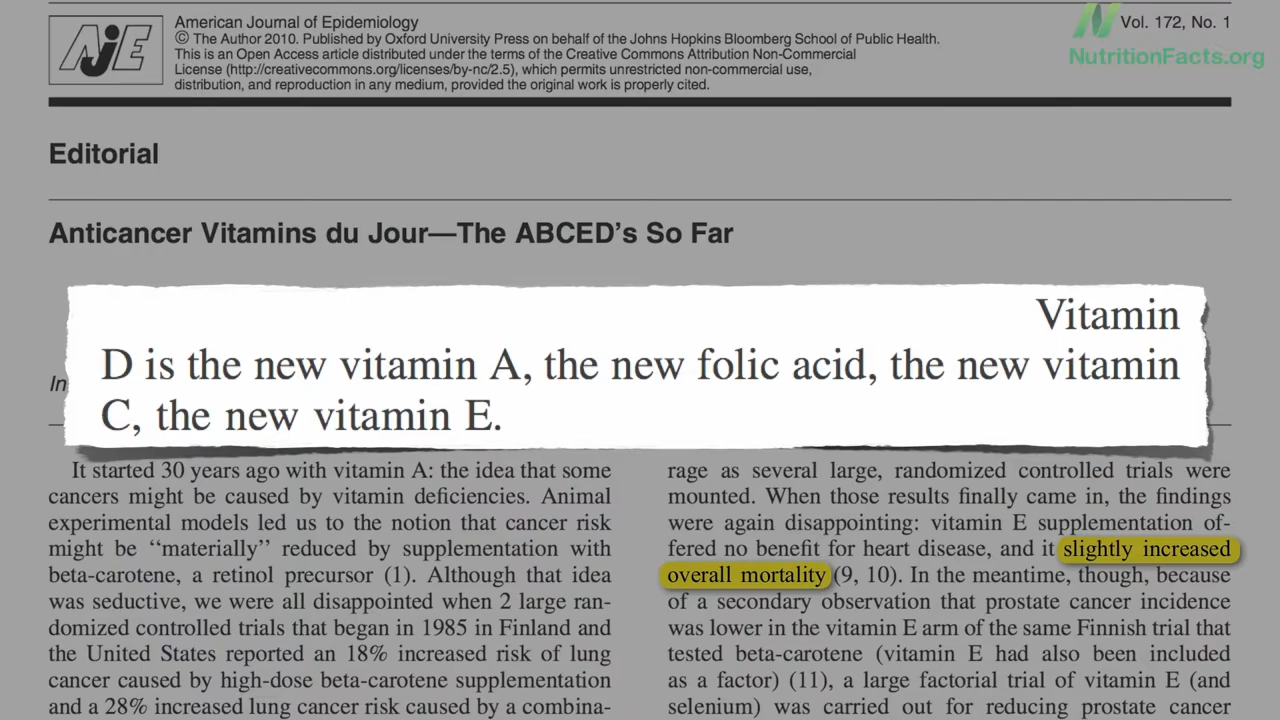 AJE
American Journal of Epidemiology
© The Author 2010. Published by Oxford University Press on behalf of the Johns Hopkins Bloomberg School of Public Health.
This is an Open Access article distributed under the terms of the Creative Commons Attribution Non-Commercial
License (http://creativecommons.org/licenses/by-nc/2.5), which permits unrestricted non-commercial use,
distribution, and reproduction in any medium, provided the original work is properly cited.
Vol. 172, No. 1
NutritionFacts.org
Editorial
Anticancer Vitamins du Jour—The ABCED's So Far
Vitamin
D is the new vitamin A, the new folic acid, the new vitamin
C, the new vitamin E.
In
It started 30 years ago with vitamin A: the idea that some
cancers might be caused by vitamin deficiencies. Animal
experimental models led us to the notion that cancer risk
might be ‘‘materially’’ reduced by supplementation with
beta-carotene, a retinol precursor (1). Although that idea
was seductive, we were all disappointed when 2 large ran-
domized controlled trials that began in 1985 in Finland and
the United States reported an 18% increased risk of lung
cancer caused by high-dose beta-carotene supplementation
and a 28% increased lung cancer risk caused by a combina-
rage as several large, randomized controlled trials were
mounted. When those results finally came in, the findings
were again disappointing: vitamin E supplementation of-
fered no benefit for heart disease, and it slightly increased
overall mortality (9, 10). In the meantime, though, because
of a secondary observation that prostate cancer incidence
was lower in the vitamin E arm of the same Finnish trial that
tested beta-carotene (vitamin E had also been included
as a factor) (11), a large factorial trial of vitamin E (and
selenium) was carried out for reducing prostate cancer